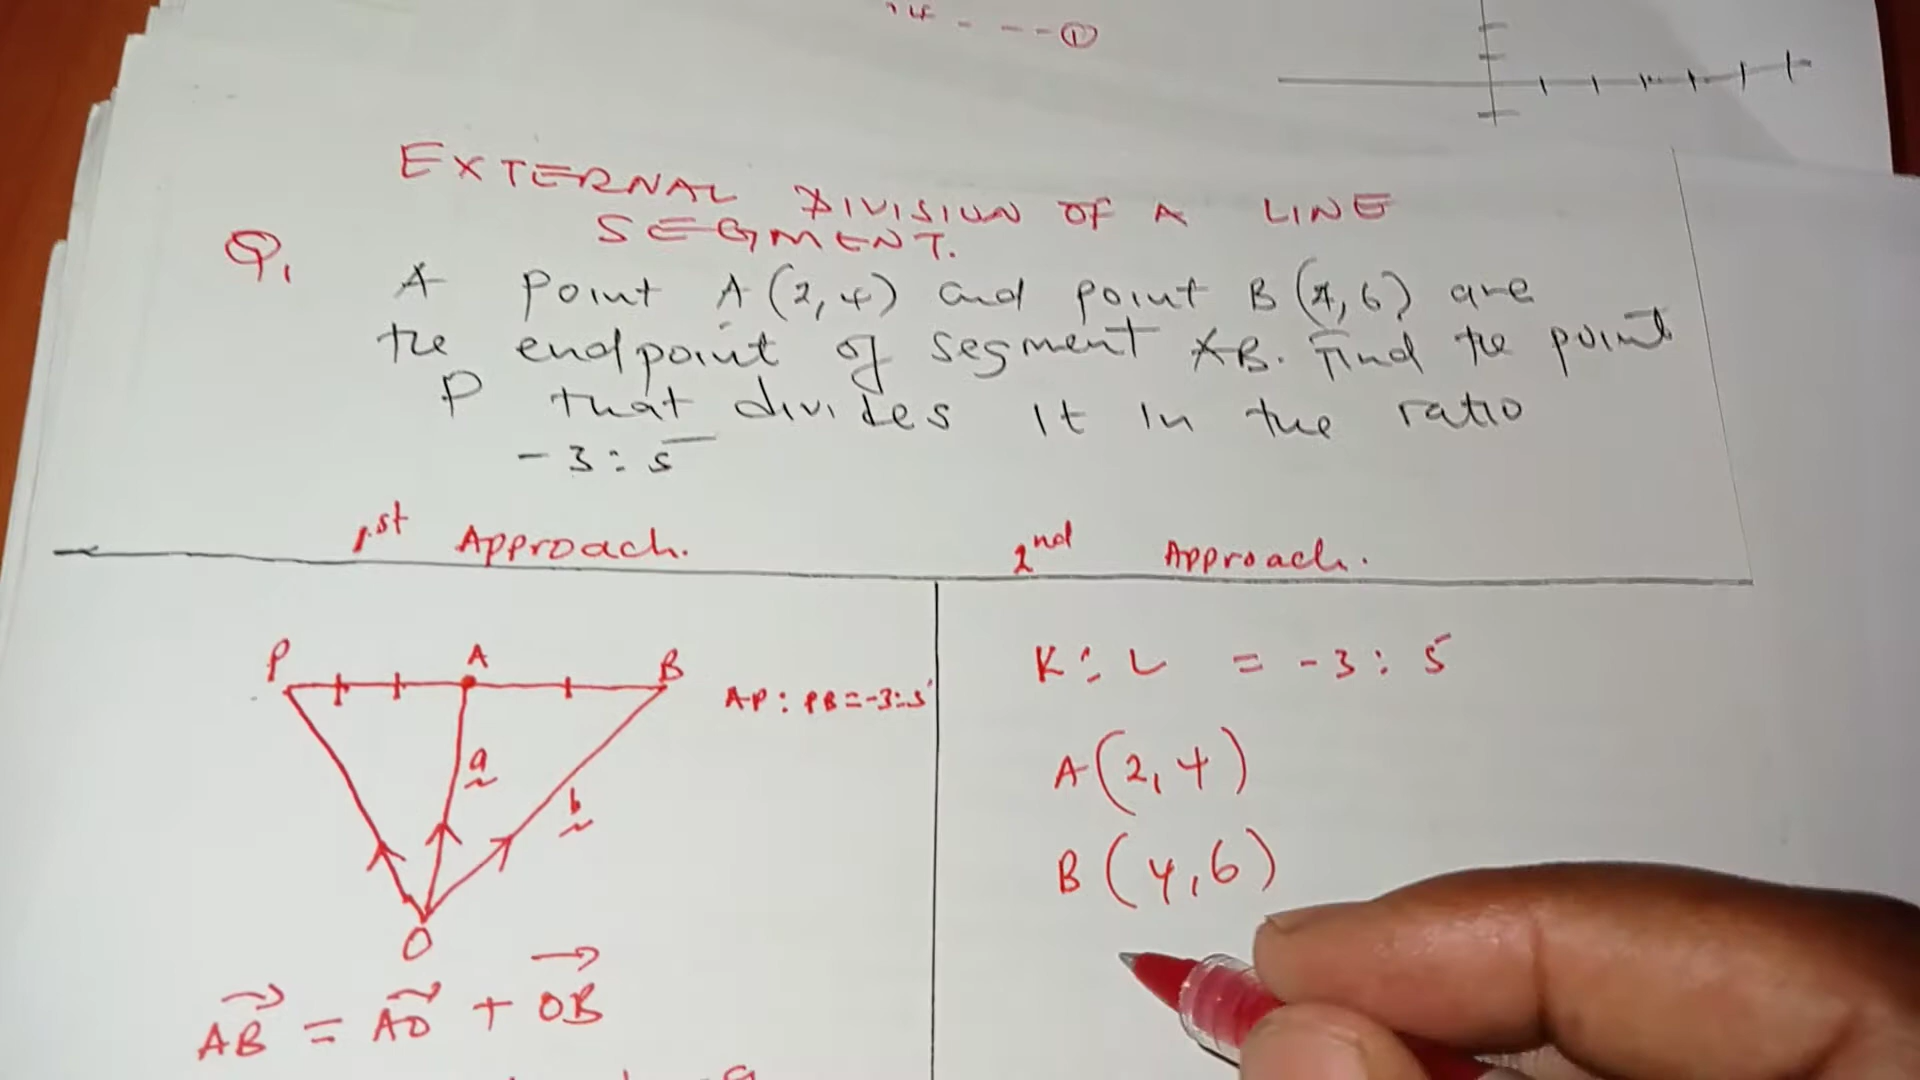 EXTERNAL DIVISION OF A LINE
SEGMENT.
Q1
A point A(2,4) and point B(4,6) are
the endpoint of segment AB. Find the point
P that divides it in the ratio
-3:5
1st Approach.
2nd Approach.
P A B
AP : PB = -3:5
a
b
O
AB = AO + OB
K : L = -3 : 5
A(2,4)
B(4,6)